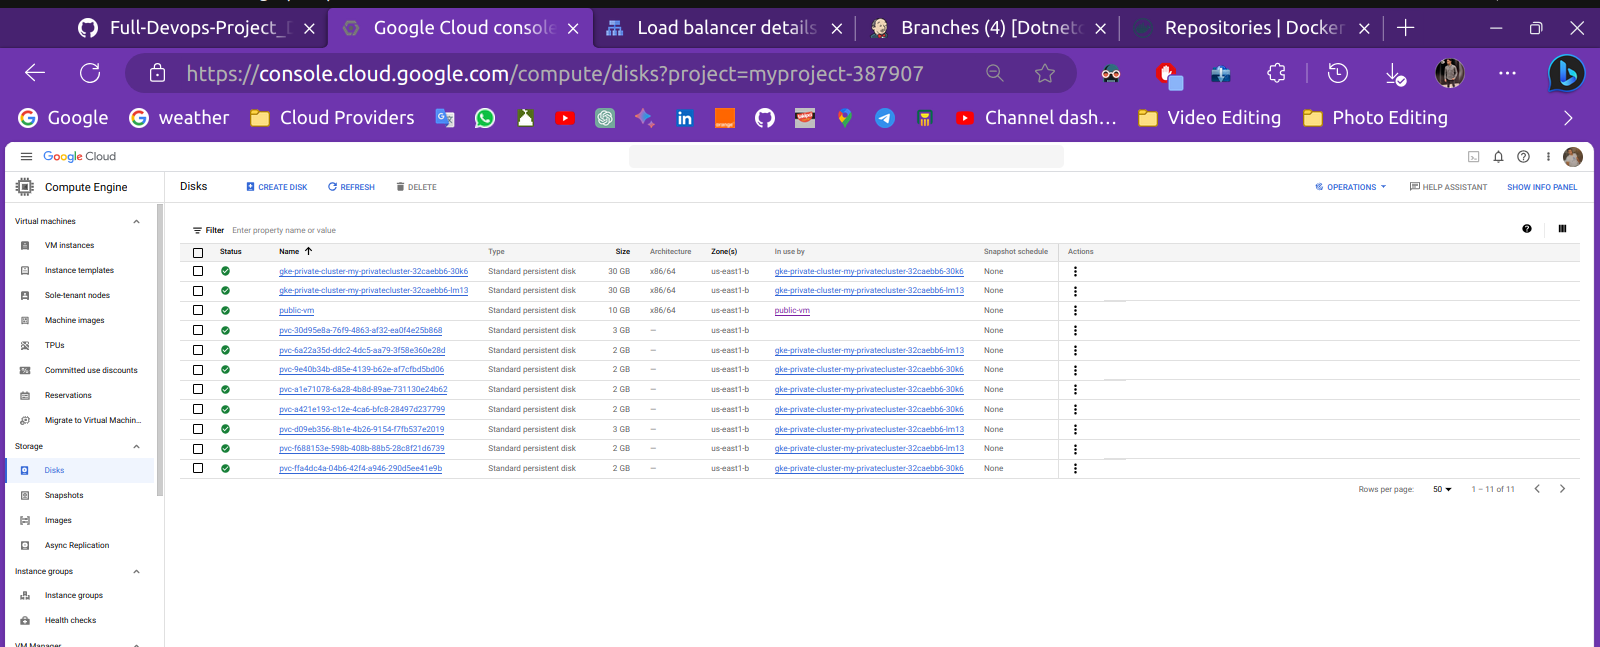 Full-Devops-Project_
Google Cloud console
Load balancer details
Branches (4) [Dotnet
Repositories | Docker
https://console.cloud.google.com/compute/disks?project=myproject-387907
Google
weather
Cloud Providers
Channel dash...
Video Editing
Photo Editing
Google Cloud
Compute Engine
Disks
CREATE DISK
REFRESH
DELETE
OPERATIONS
HELP ASSISTANT
SHOW INFO PANEL
Virtual machines
VM instances
Instance templates
Sole-tenant nodes
Machine images
TPUs
Committed use discounts
Reservations
Migrate to Virtual Machin...
Storage
Disks
Snapshots
Images
Async Replication
Instance groups
Instance groups
Health checks
VM Manager
Filter Enter property name or value
Status Name Type Size Architecture Zone(s) In use by Snapshot schedule Actions
gke-private-cluster-my-privatecluster-32caebb6-30k6 Standard persistent disk 30 GB x86/64 us-east1-b gke-private-cluster-my-privatecluster-32caebb6-30k6 None
gke-private-cluster-my-privatecluster-32caebb6-lm13 Standard persistent disk 30 GB x86/64 us-east1-b gke-private-cluster-my-privatecluster-32caebb6-lm13 None
public-vm Standard persistent disk 10 GB x86/64 us-east1-b public-vm None
pvc-30d95e8a-76f9-4863-af32-ea0f4e25b868 Standard persistent disk 3 GB — us-east1-b None
pvc-6a22a35d-ddc2-4dc5-aa79-3f58e360e28d Standard persistent disk 2 GB — us-east1-b gke-private-cluster-my-privatecluster-32caebb6-lm13 None
pvc-9e40b34b-d85e-4139-b62e-af7cfbd5bd06 Standard persistent disk 2 GB — us-east1-b gke-private-cluster-my-privatecluster-32caebb6-30k6 None
pvc-a1e71078-6a28-4b8d-89ae-731130e24b62 Standard persistent disk 2 GB — us-east1-b gke-private-cluster-my-privatecluster-32caebb6-30k6 None
pvc-a421e193-c12e-4ca6-bfc8-28497d237799 Standard persistent disk 2 GB — us-east1-b gke-private-cluster-my-privatecluster-32caebb6-30k6 None
pvc-d09eb356-8b1e-4b26-9154-f7fb537e2019 Standard persistent disk 3 GB — us-east1-b gke-private-cluster-my-privatecluster-32caebb6-lm13 None
pvc-f688153e-598b-408b-88b5-28c8f21d6739 Standard persistent disk 2 GB — us-east1-b gke-private-cluster-my-privatecluster-32caebb6-lm13 None
pvc-ffa4dc4a-04b6-42f4-a946-290d5ee41e9b Standard persistent disk 2 GB — us-east1-b gke-private-cluster-my-privatecluster-32caebb6-30k6 None
Rows per page: 50 1 – 11 of 11